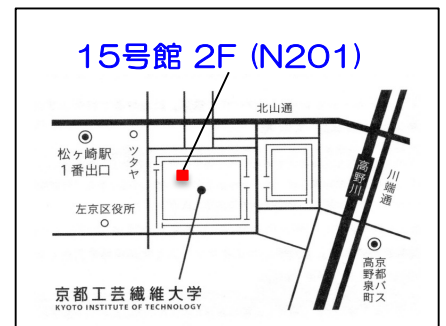 15号館 2F (N201)
北山通
松ヶ崎駅
1番出口
ツタヤ
高野川
川端通
左京区役所
京都バス
高野泉町
京都工芸繊維大学
KYOTO INSTITUTE OF TECHNOLOGY